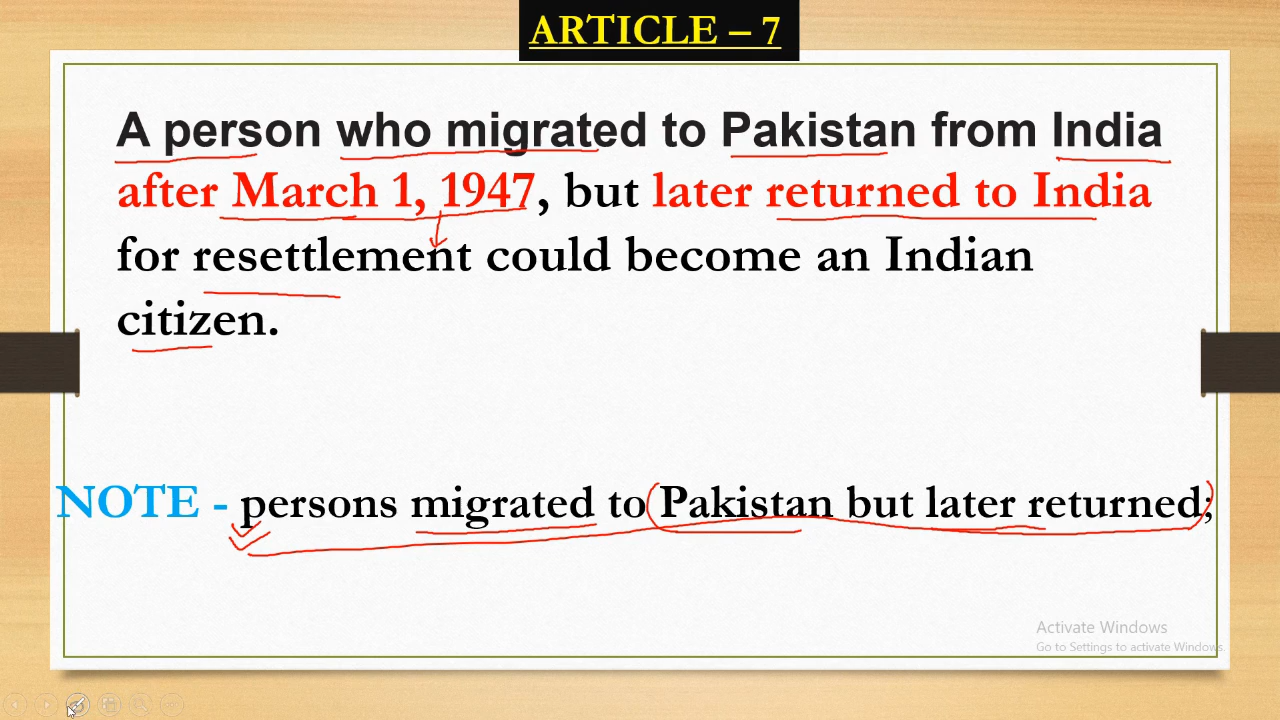 ARTICLE – 7
A person who migrated to Pakistan from India
after March 1, 1947, but later returned to India
for resettlement could become an Indian
citizen.
NOTE - persons migrated to Pakistan but later returned;
Activate Windows
Go to Settings to activate Windows.